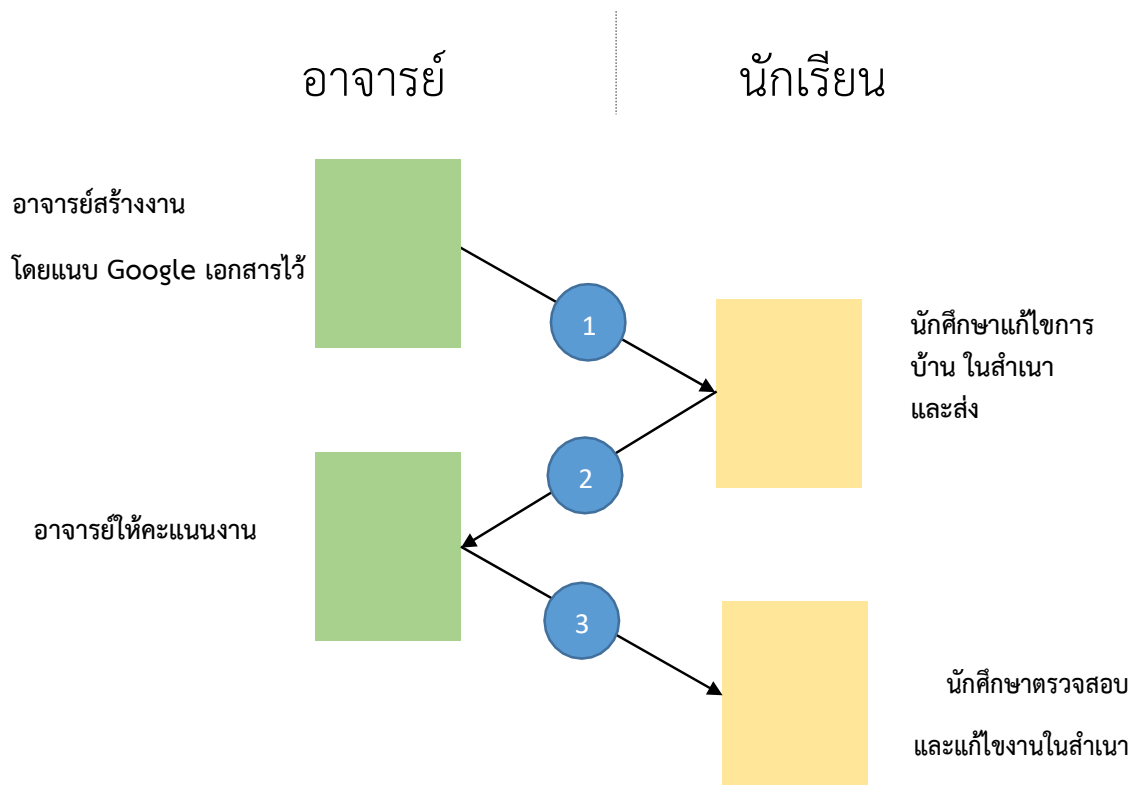 อาจารย์
นักเรียน
อาจารย์สร้างงาน
โดยแนบ Google เอกสารไว้
1
นักศึกษาแก้ไขการ
บ้าน ในสำเนา
และส่ง
2
อาจารย์ให้คะแนนงาน
3
นักศึกษาตรวจสอบ
และแก้ไขงานในสำเนา